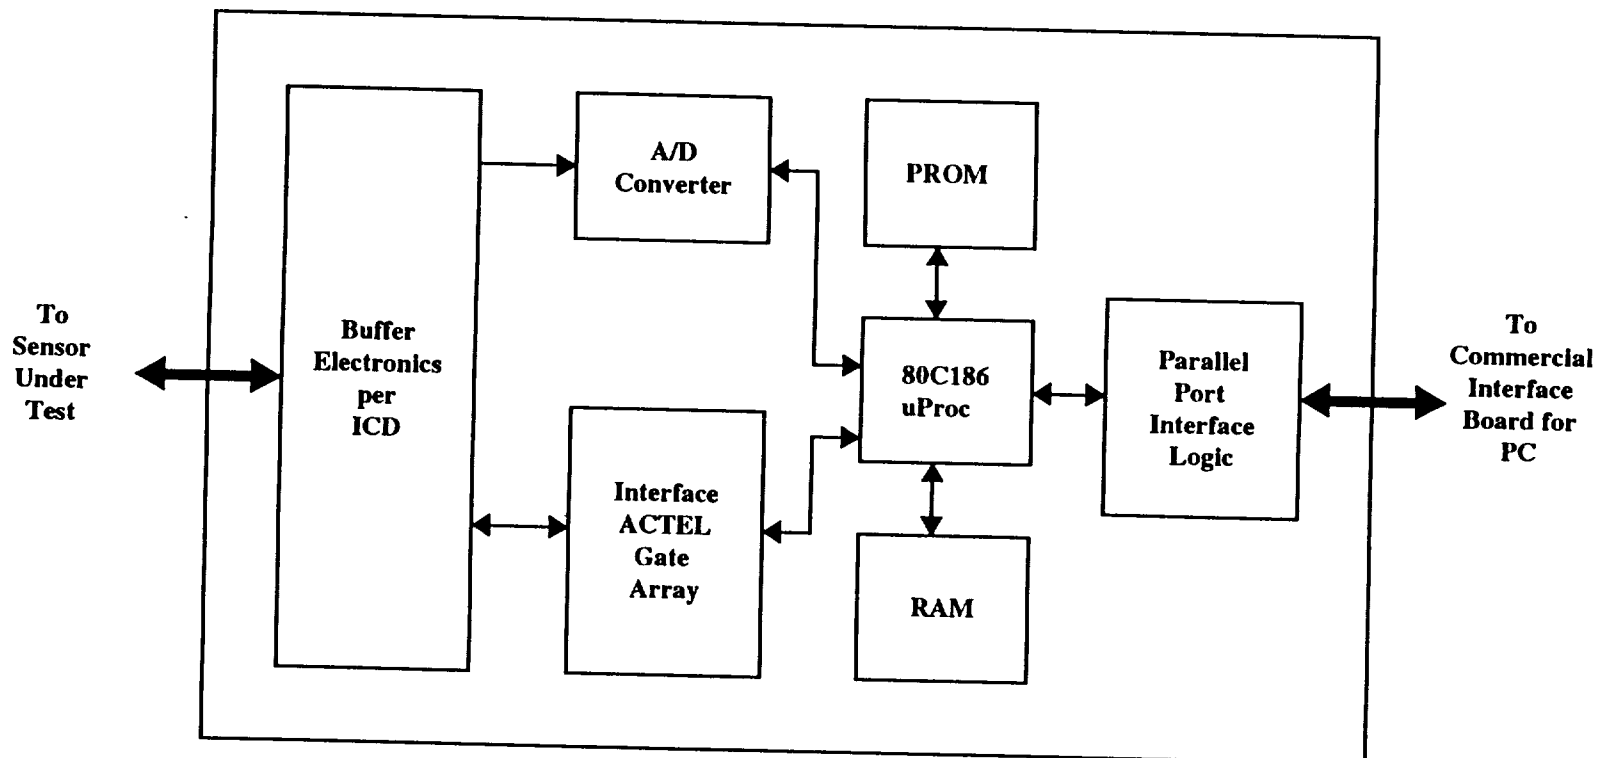 To
Sensor
Under
Test
Buffer
Electronics
per
ICD
A/D
Converter
Interface
ACTEL
Gate
Array
PROM
80C186
uProc
RAM
Parallel
Port
Interface
Logic
To
Commercial
Interface
Board for
PC